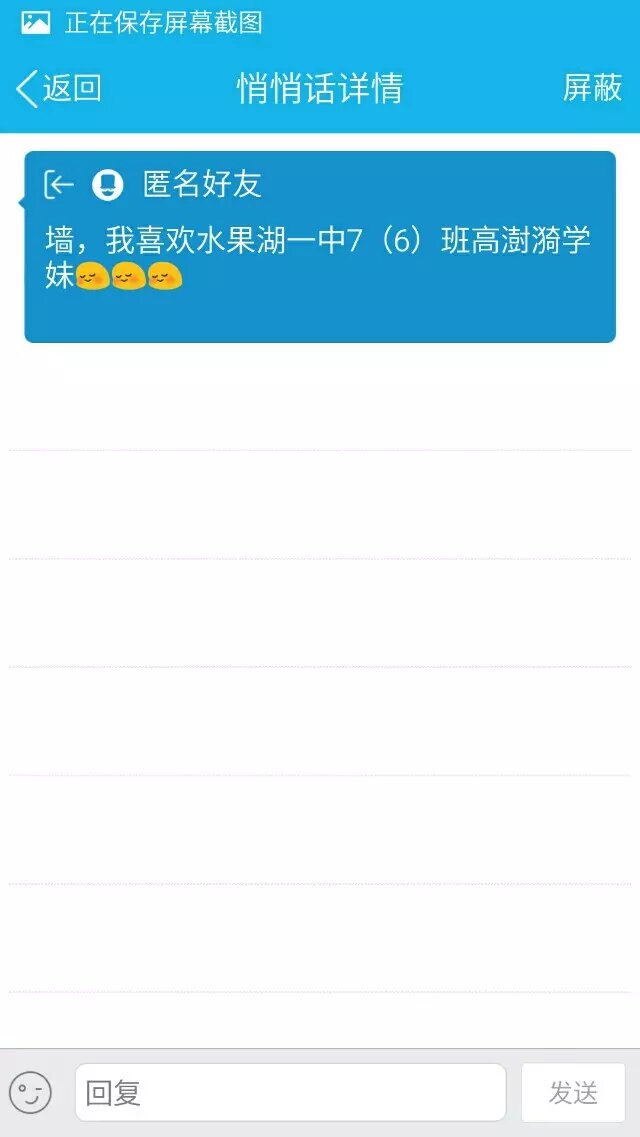 正在保存屏幕截图
返回 悄悄话详情 屏蔽
匿名好友
墙，我喜欢水果湖一中7（6）班高澍漪学
妹
回复 发送